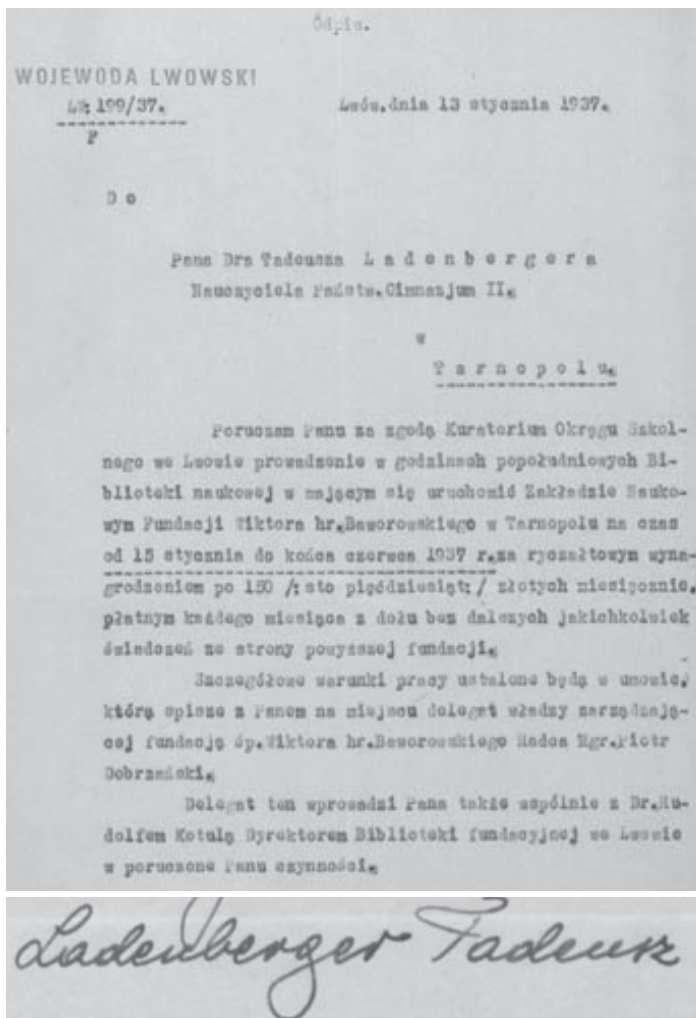 Odpis.
WOJEWODA LWOWSKI
Lw, dnia 13 stycznia 1937.
199/37.
P
Do
Pana Dra Tadeusza Ladenbergera
Nauczyciela Państw. Gimnazjum II.
w
Tarnopolu.
Poruczam Panu za zgodą Kuratorium Okręgu Szkol-
nego we Lwowie prowadzenie w godzinach popołudniowych Bi-
blioteki naukowej w mającym się uruchomić Zakładzie Nauko-
wym Fundacji Wiktora hr.Baworowskiego w Tarnopolu na czas
od 15 stycznia do końca czerwca 1937 r.za ryczałtowym wyna-
grodzeniem po 150 /:sto pięćdziesiąt:/ złotych miesięcznie,
płatnym każdego miesiąca z dołu bez dalszych jakichkolwiek
świadczeń ze strony powyższej fundacji.
Szczegółowe warunki pracy ustalone będą w umowie,
którą spisze z Panem na miejscu delegat władzy zarządzają-
cej fundacją śp.Wiktora hr.Baworowskiego Radca Mgr.Piotr
Dobrzański.
Delegat ten wprowadzi Pana także wspólnie z Dr.Ru-
dolfem Kotulą Dyrektorem Biblioteki fundacyjnej we Lwowie
w poruczone Panu czynności.
Ladenberger Tadeusz